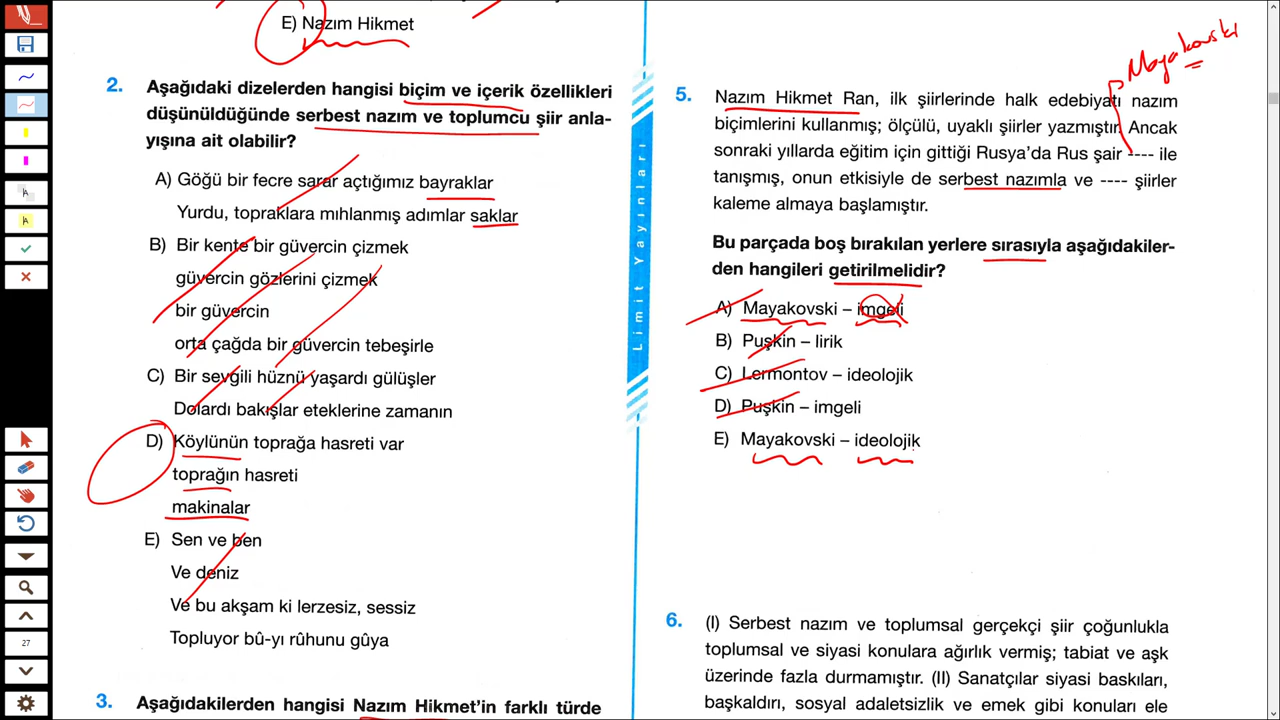 E) Nazım Hikmet
2. Aşağıdaki dizelerden hangisi biçim ve içerik özellikleri
düşünüldüğünde serbest nazım ve toplumcu şiir anla-
yışına ait olabilir?
A) Göğü bir fecre sarar açtığımız bayraklar
Yurdu, topraklara mıhlanmış adımlar saklar
B) Bir kente bir güvercin çizmek
güvercin gözlerini çizmek
bir güvercin
orta çağda bir güvercin tebeşirle
C) Bir sevgili hüznü yaşardı gülüşler
Dolardı bakışlar eteklerine zamanın
D) Köylünün toprağa hasreti var
toprağın hasreti
makinalar
E) Sen ve ben
Ve deniz
Ve bu akşam ki lerzesiz, sessiz
Topluyor bû-yı rûhunu gûya
3. Aşağıdakilerden hangisi Nazım Hikmet'in farklı türde
Limit Yayınları
Mayakovski
5. Nazım Hikmet Ran, ilk şiirlerinde halk edebiyatı nazım
biçimlerini kullanmış; ölçülü, uyaklı şiirler yazmıştır. Ancak
sonraki yıllarda eğitim için gittiği Rusya'da Rus şair ---- ile
tanışmış, onun etkisiyle de serbest nazımla ve ---- şiirler
kaleme almaya başlamıştır.
Bu parçada boş bırakılan yerlere sırasıyla aşağıdakiler-
den hangileri getirilmelidir?
A) Mayakovski – imgeli
B) Puşkin – lirik
C) Lermontov – ideolojik
D) Puşkin – imgeli
E) Mayakovski – ideolojik
6. (I) Serbest nazım ve toplumsal gerçekçi şiir çoğunlukla
toplumsal ve siyasi konulara ağırlık vermiş; tabiat ve aşk
üzerinde fazla durmamıştır. (II) Sanatçılar siyasi baskıları,
başkaldırı, sosyal adaletsizlik ve emek gibi konuları ele
27